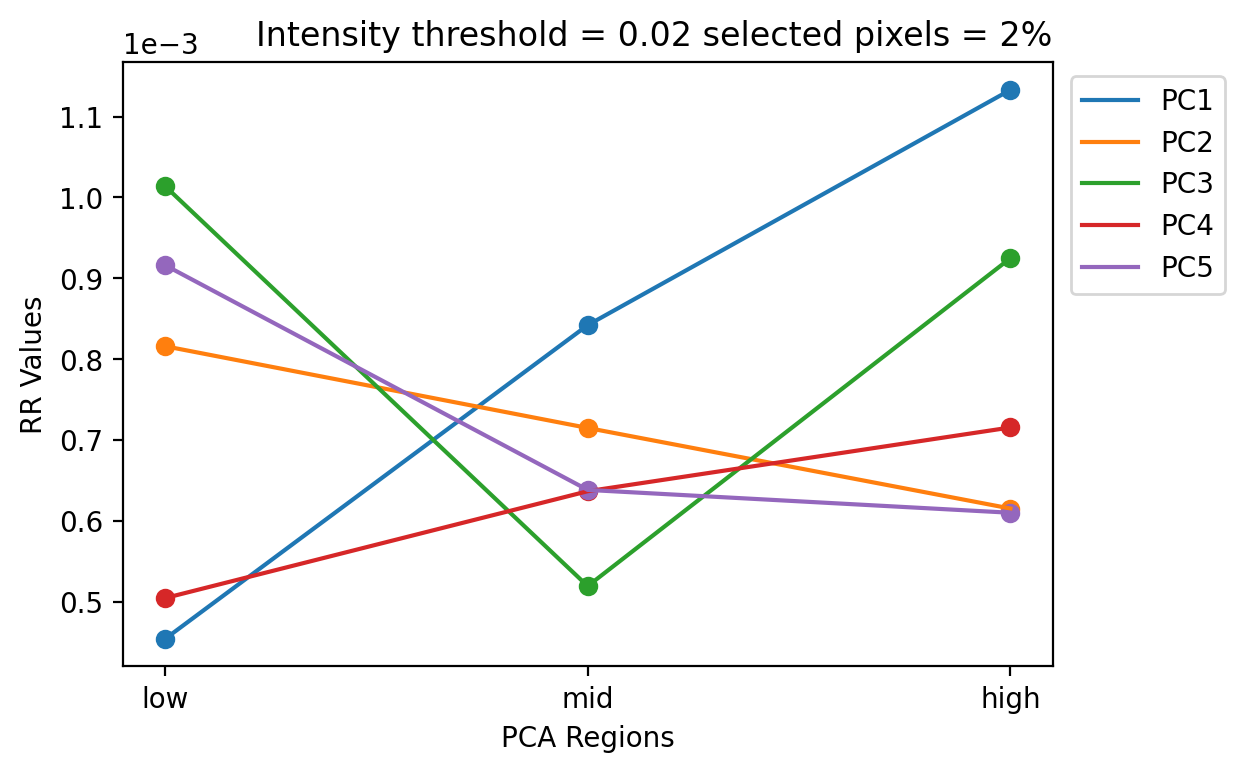 Intensity threshold = 0.02 selected pixels = 2%
1e−3
1.1
1.0
0.9
0.8
0.7
0.6
0.5
RR Values
low mid high
PCA Regions
PC1
PC2
PC3
PC4
PC5